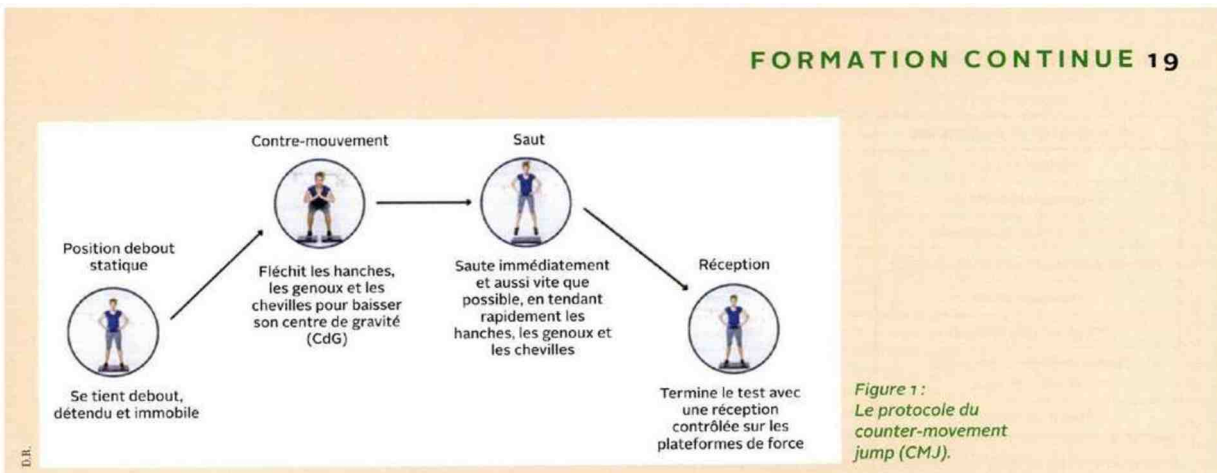 FORMATION CONTINUE 19
Contre-mouvement
Saut
Position debout
statique
Fléchit les hanches,
les genoux et les
chevilles pour baisser
son centre de gravité
(CdG)
Saute immédiatement
et aussi vite que
possible, en tendant
rapidement les
hanches, les genoux et
les chevilles
Réception
Se tient debout,
détendu et immobile
Termine le test avec
une réception
contrôlée sur les
plateformes de force
Figure 1 :
Le protocole du
counter-movement
jump (CMJ).
D.R.